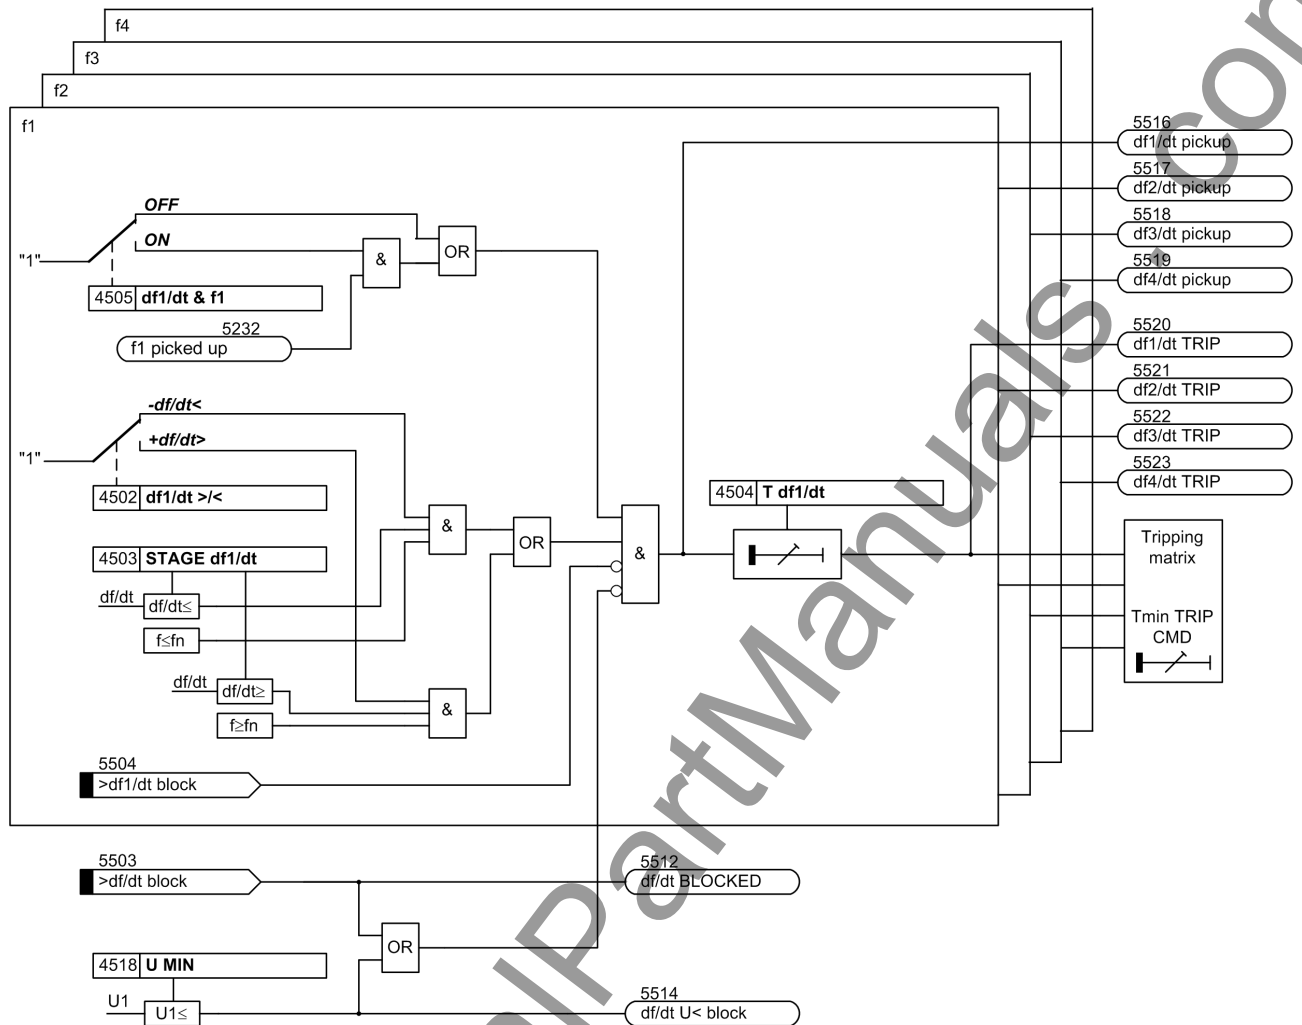 f4
f3
f2
f1
5516
df1/dt pickup
5517
df2/dt pickup
5518
df3/dt pickup
5519
df4/dt pickup
5520
df1/dt TRIP
5521
df2/dt TRIP
5522
df3/dt TRIP
5523
df4/dt TRIP
OFF
ON
"1"
&
OR
4505 df1/dt & f1
5232
f1 picked up
-df/dt<
+df/dt>
"1"
4502 df1/dt >/<
4503 STAGE df1/dt
df/dt
df/dt≤
f≤fn
df/dt
df/dt≥
f≥fn
&
OR
&
&
4504 T df1/dt
Tripping
matrix
Tmin TRIP
CMD
5504
>df1/dt block
5503
>df/dt block
5512
df/dt BLOCKED
OR
4518 U MIN
U1
U1≤
5514
df/dt U< block
lPartManuals.com